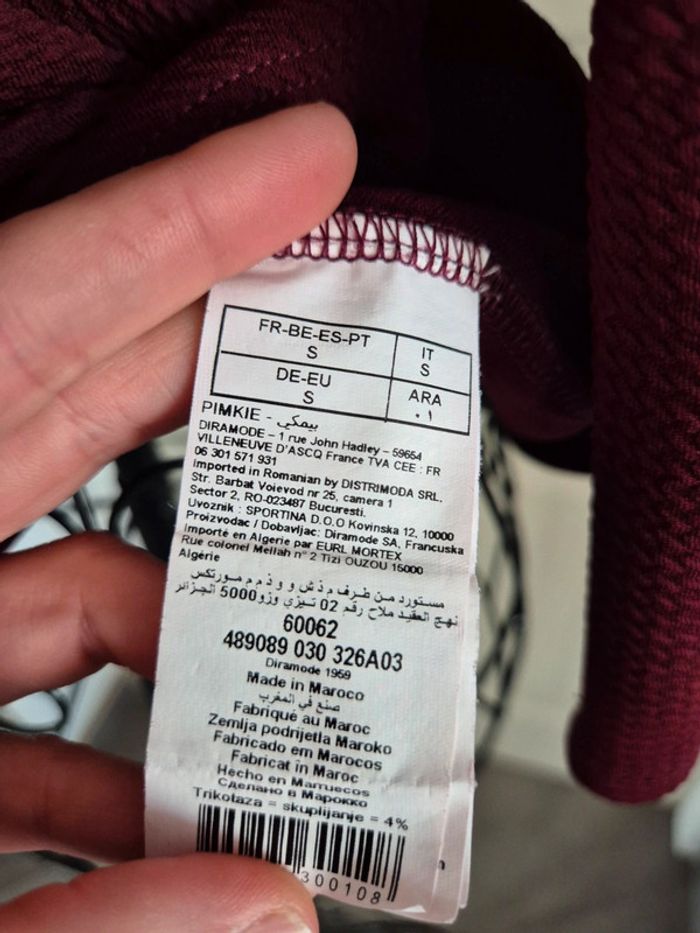 FR-BE-ES-PT
S
IT
S
DE-EU
S
ARA
٠١
PIMKIE - بيمكي
DIRAMODE – 1 rue John Hadley – 59654
VILLENEUVE D'ASCQ France TVA CEE : FR
06 301 571 931
Imported in Romanian by DISTRIMODA SRL.
Str. Barbat Voievod nr 25, camera 1
Sector 2, RO-023487 Bucuresti.
Uvoznik : SPORTINA D.O.O Kovinska 12, 10000
Proizvodac / Dobavljac: Diramode SA, Francuska
Importé en Algerie par EURL MORTEX
Rue colonel Mellah n° 2 Tizi OUZOU 15000
Algérie
مستورد من طرف م ذ ش و و ذ م م مورتكس
نهج العقيد ملاح رقم 02 تيزي وزو 5000 الجزائر
60062
489089 030 326A03
Diramode 1959
Made in Maroco
صنع في المغرب
Fabriqué au Maroc
Zemlja podrijetla Maroko
Fabricado em Marocos
Fabricat in Maroc
Hecho en Marruecos
Сделано в Марокко
Trikotaza = skupljanje = 4%
300108